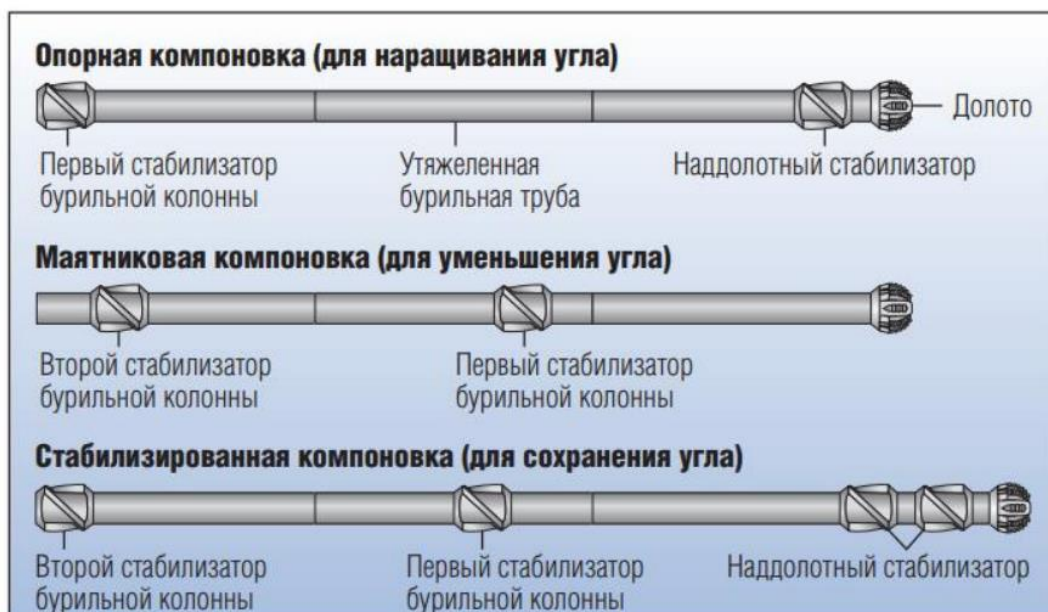 Опорная компоновка (для наращивания угла)
Долото
Первый стабилизатор
бурильной колонны
Утяжеленная
бурильная труба
Наддолотный стабилизатор
Маятниковая компоновка (для уменьшения угла)
Второй стабилизатор
бурильной колонны
Первый стабилизатор
бурильной колонны
Стабилизированная компоновка (для сохранения угла)
Второй стабилизатор
бурильной колонны
Первый стабилизатор
бурильной колонны
Наддолотный стабилизатор